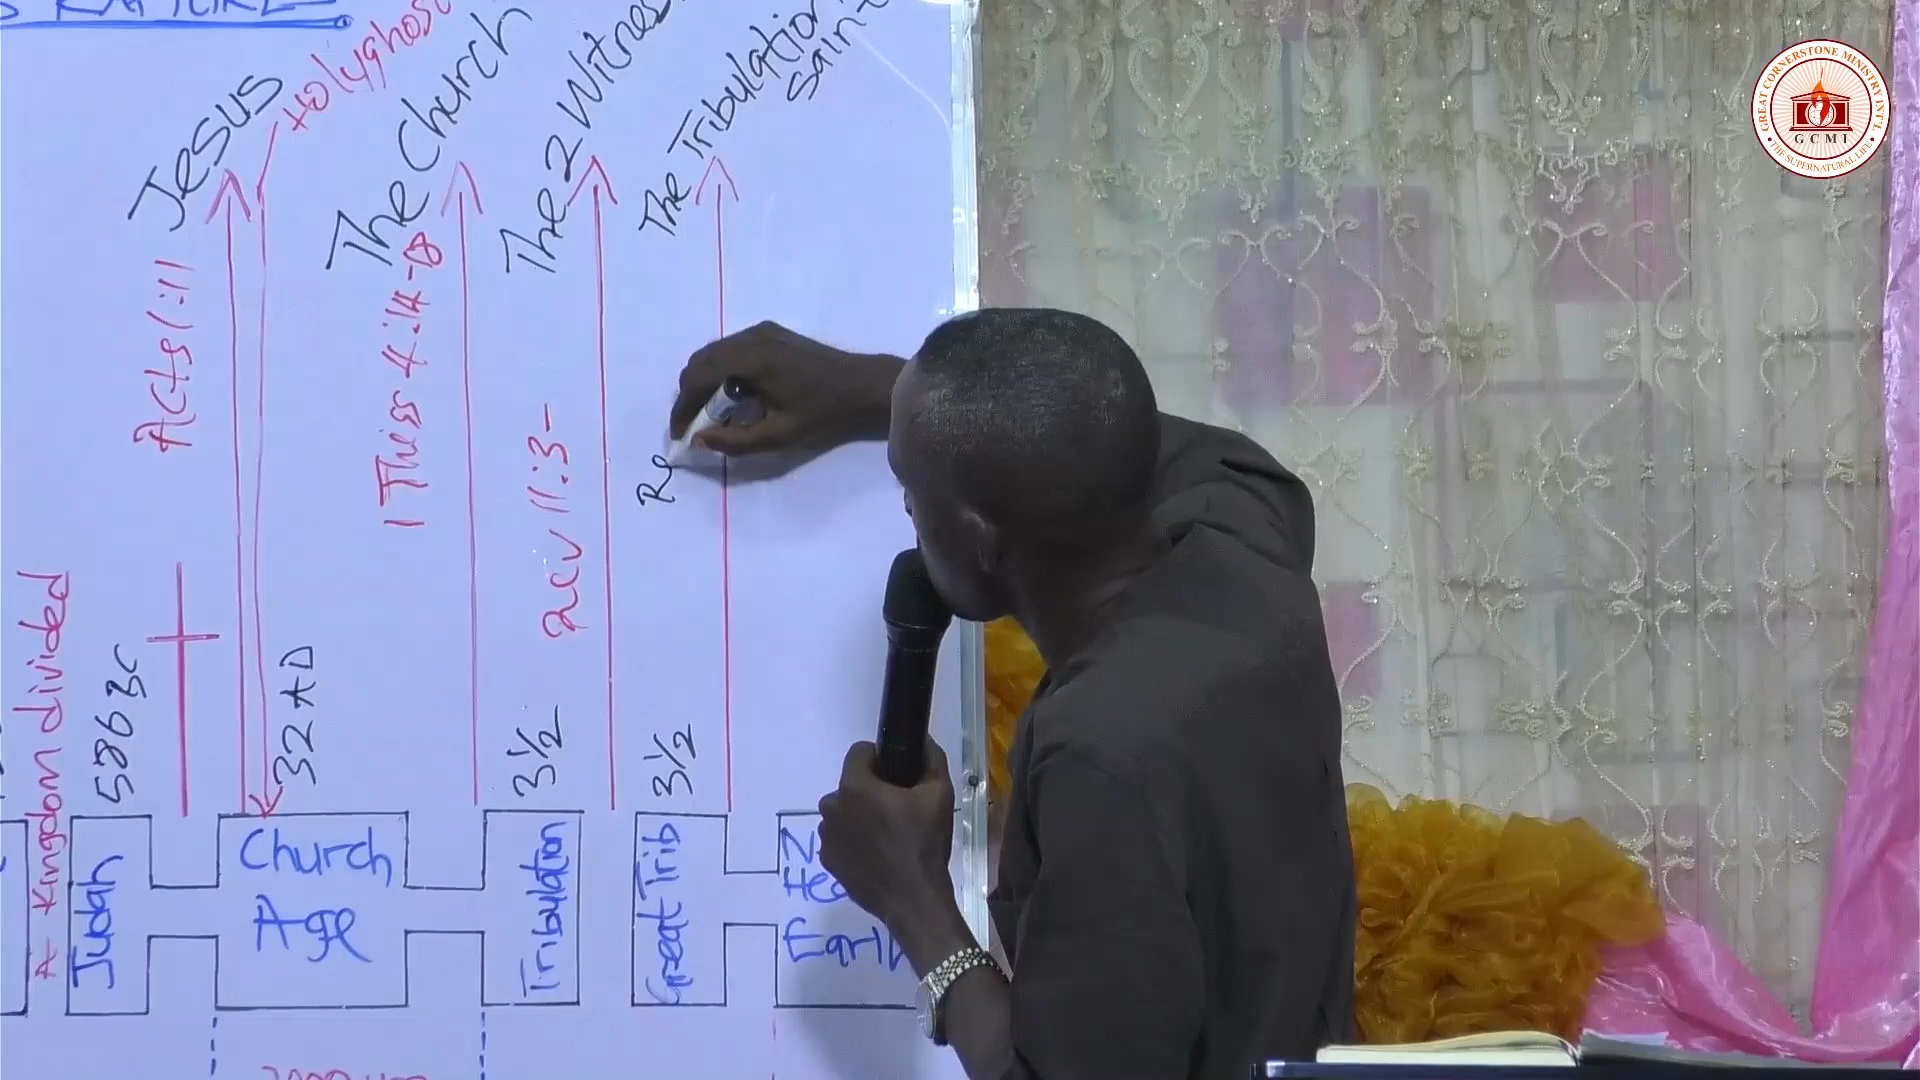 RAPTURE
Jesus
Holyghost
The Church
The 2 Witness
The Tribulation
Saint
Acts 1:11
1 Thess 4:14-18
Rev 11:3-
Re
A Kingdom divided
586 BC
32 AD
3½
3½
Judah
Church
Age
Tribulation
Great Trib
GREAT CORNERSTONE MINISTRY INT'L
GCMI
THE SUPERNATURAL LIFE